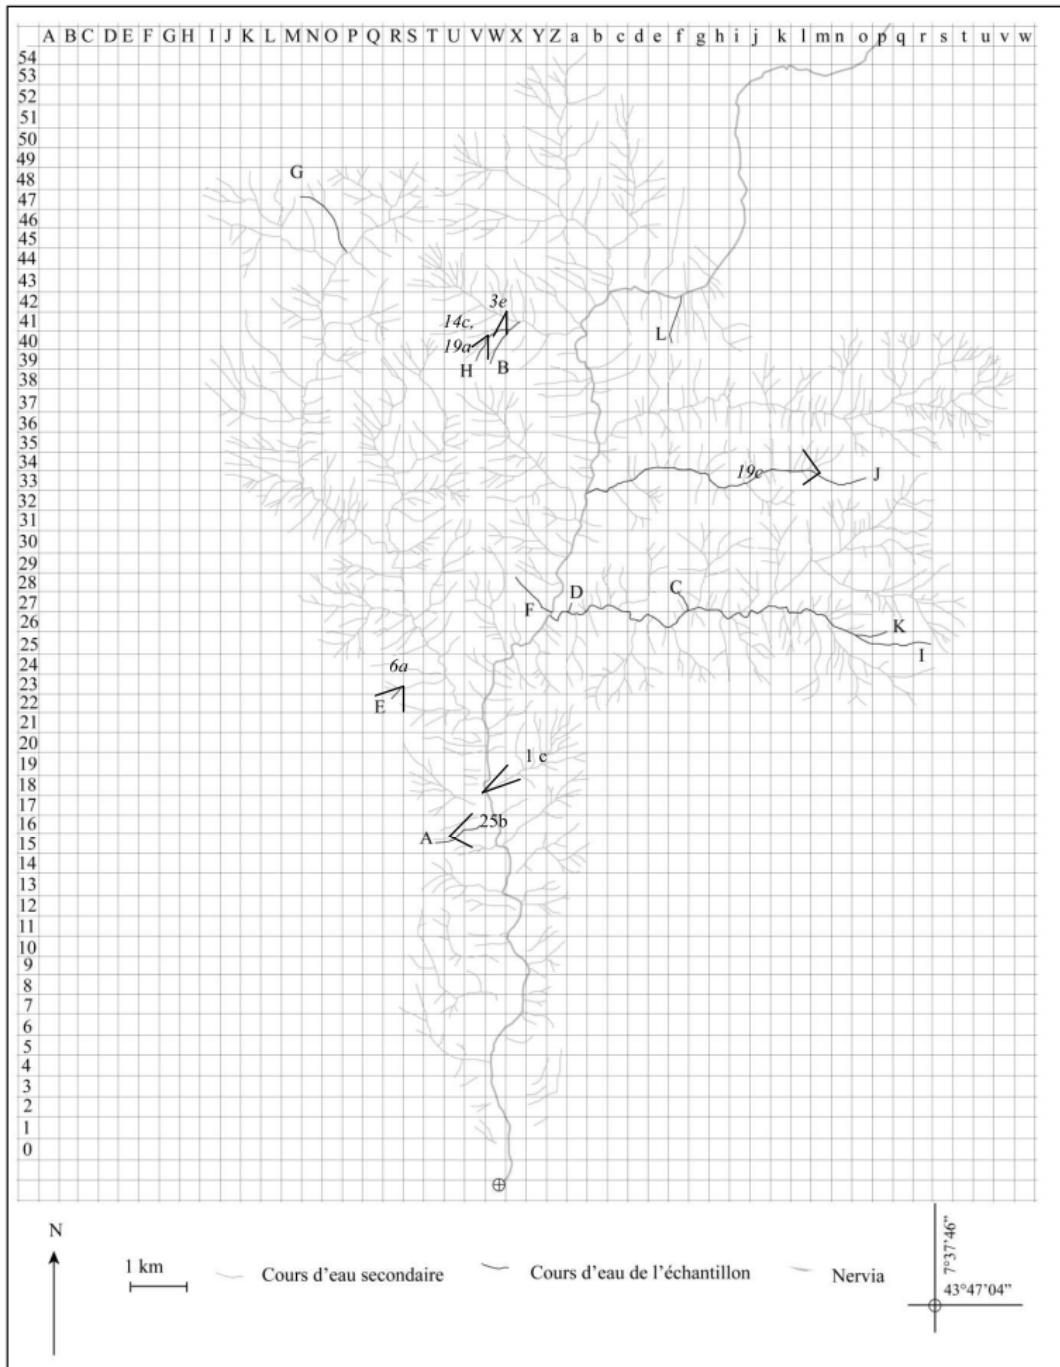 A B C D E F G H I J K L M N O P Q R S T U V W X Y Z a b c d e f g h i j k l m n o p q r s t u v w
54
53
52
51
50
49
48
G
47
46
45
44
43
42
3e
41
14c,
40
L
19a
39
H
B
38
37
36
35
34
33
19c
J
32
31
30
29
28
27
D
C
F
26
K
25
I
24
6a
23
22
E
21
20
19
1 c
18
17
25b
A
15
14
13
12
11
10
9
8
7
6
5
4
3
2
1
0
N
1 km
Cours d'eau secondaire
Cours d'eau de l'échantillon
Nervia
7°37'46"
43°47'04"